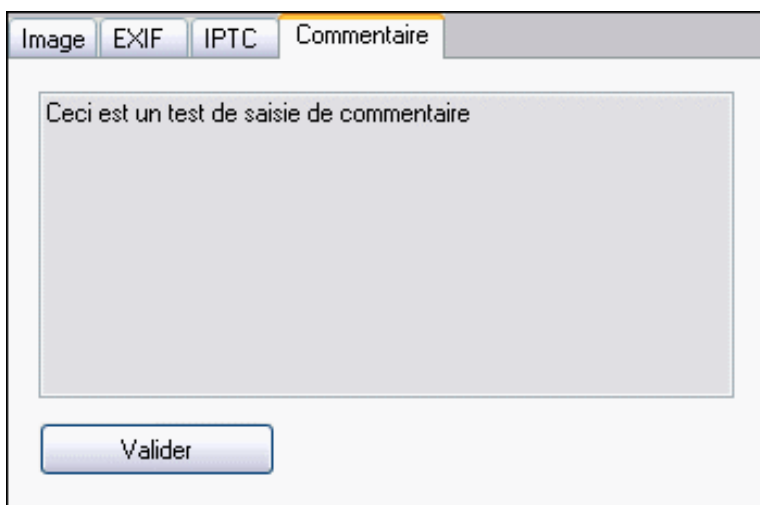 Image EXIF IPTC Commentaire
Ceci est un test de saisie de commentaire
Valider